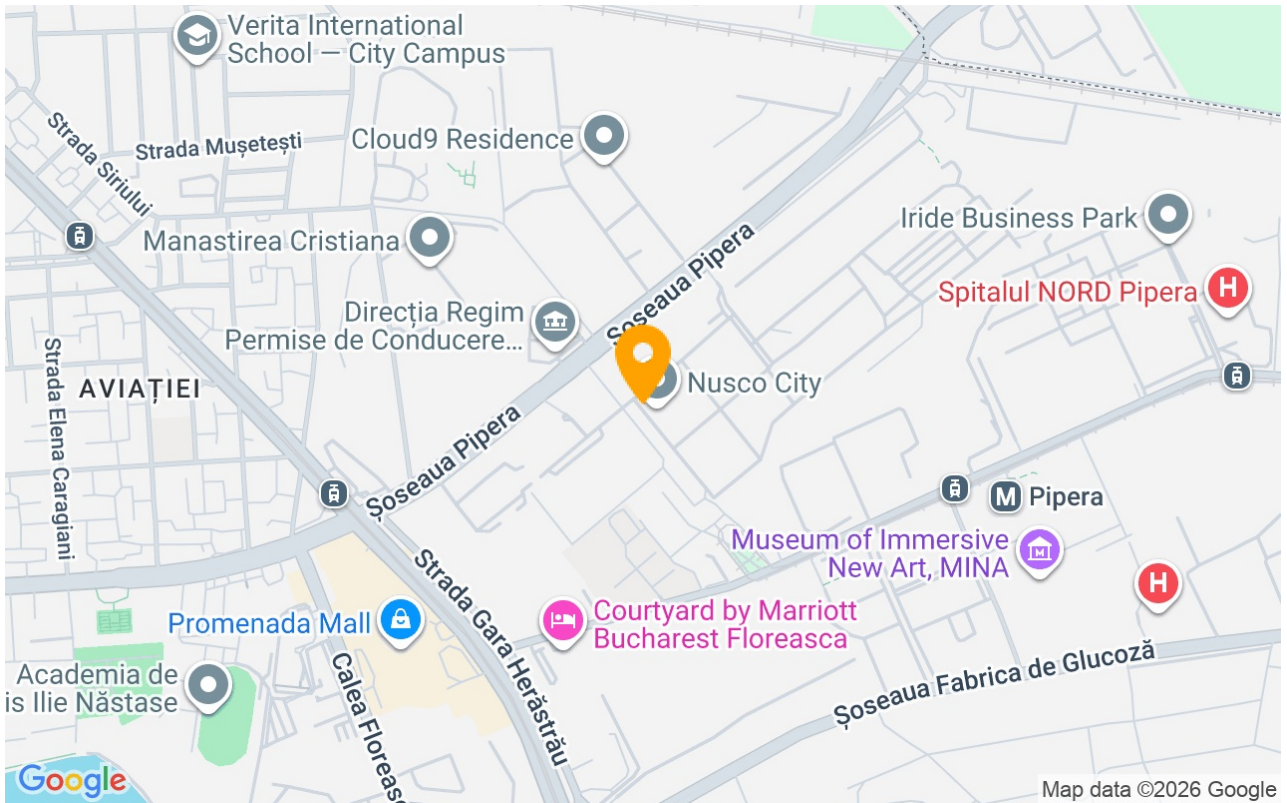 Verita International
School — City Campus
Strada Mușetești
Strada Siriului
Cloud9 Residence
Manastirea Cristiana
Iride Business Park
Șoseaua Pipera
Spitalul NORD Pipera
H
Direcția Regim
Permise de Conducere...
Strada Elena Caragiani
AVIAȚIEI
Nusco City
Șoseaua Pipera
M Pipera
Museum of Immersive
New Art, MINA
M
H
Strada Gara Herăstrău
Promenada Mall
Courtyard by Marriott
Bucharest Floreasca
Calea Floreasc
Academia de
is Ilie Năstase
Șoseaua Fabrica de Glucoză
Google
Map data ©2026 Google